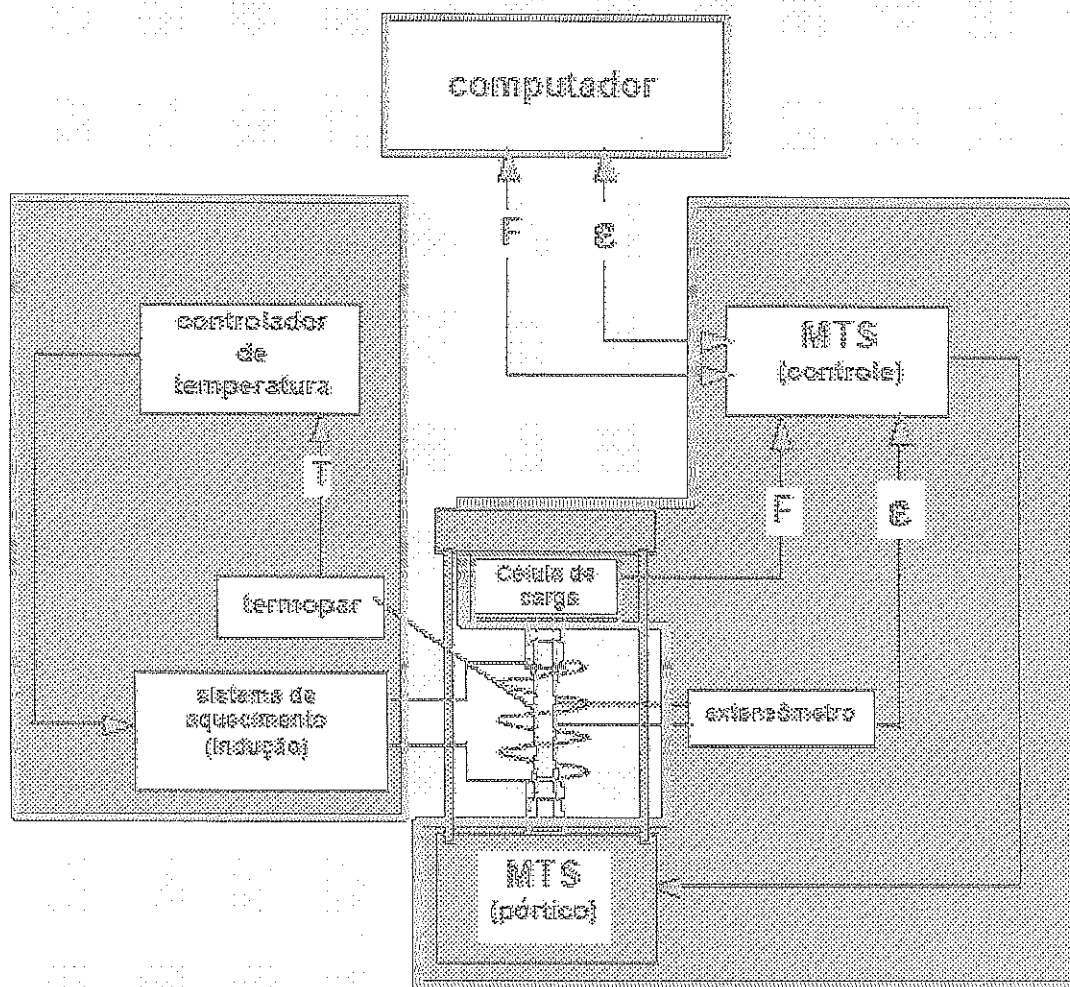 computador
F
ε
controlador
de
temperatura
MTS
(controle)
T
F
ε
Célula de
carga
termopar
sistema de
aquecimento
(indução)
extensômetro
MTS
(pórtico)